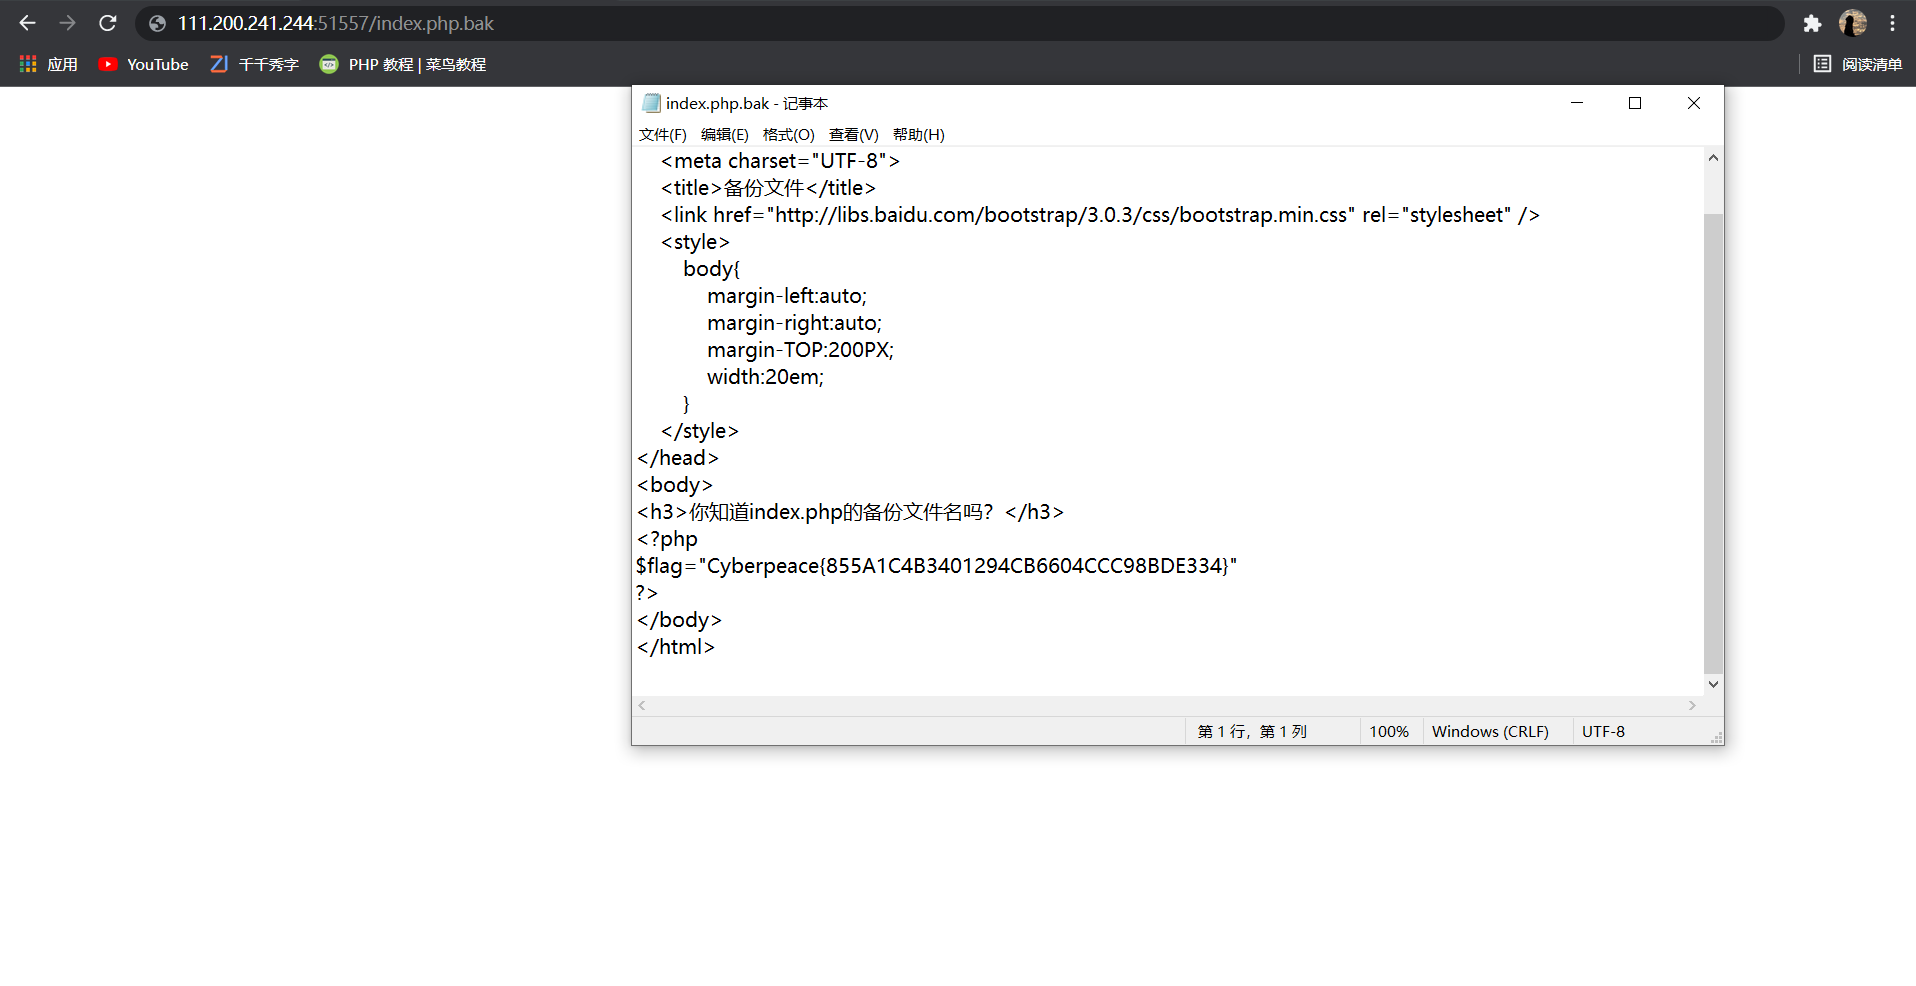 111.200.241.244:51557/index.php.bak
应用 YouTube 千千秀字 PHP 教程 | 菜鸟教程 阅读清单
index.php.bak - 记事本
文件(F) 编辑(E) 格式(O) 查看(V) 帮助(H)
<meta charset="UTF-8">
<title>备份文件</title>
<link href="http://libs.baidu.com/bootstrap/3.0.3/css/bootstrap.min.css" rel="stylesheet" />
<style>
body{
margin-left:auto;
margin-right:auto;
margin-TOP:200PX;
width:20em;
}
</style>
</head>
<body>
<h3>你知道index.php的备份文件名吗？</h3>
<?php
$flag="Cyberpeace{855A1C4B3401294CB6604CCC98BDE334}"
?>
</body>
</html>
第 1 行，第 1 列 100% Windows (CRLF) UTF-8